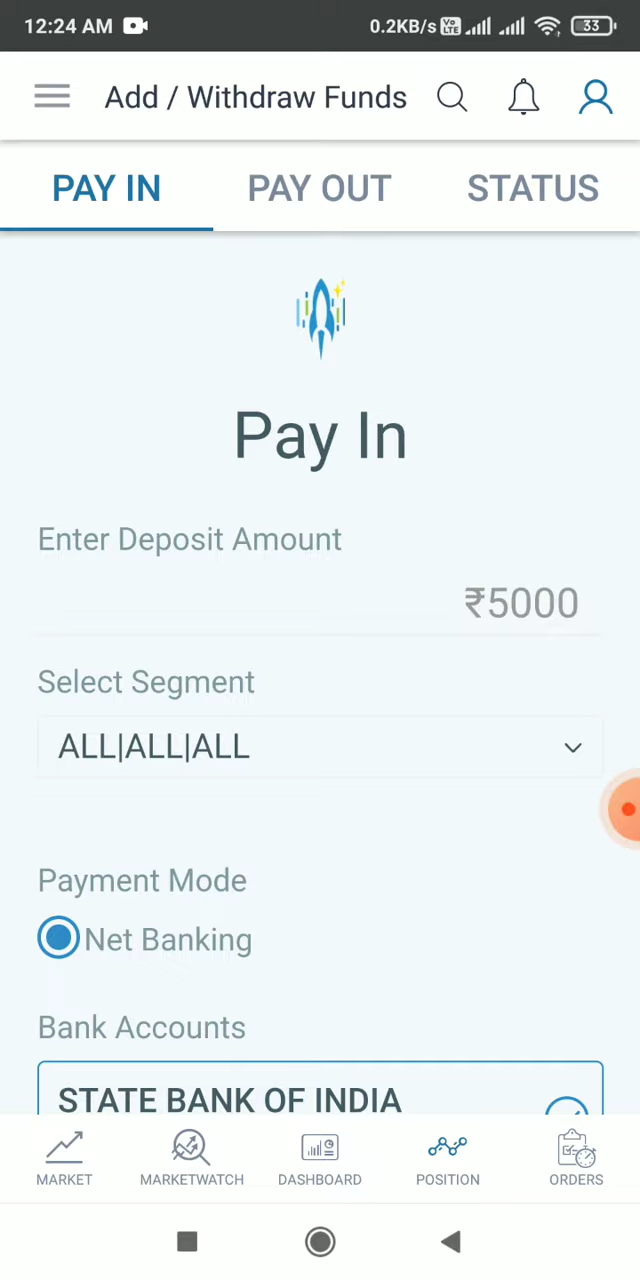 12:24 AM 0.2KB/s Vo LTE 33
Add / Withdraw Funds
PAY IN PAY OUT STATUS
Pay In
Enter Deposit Amount
₹5000
Select Segment
ALL|ALL|ALL
Payment Mode
Net Banking
Bank Accounts
STATE BANK OF INDIA
MARKET MARKETWATCH DASHBOARD POSITION ORDERS